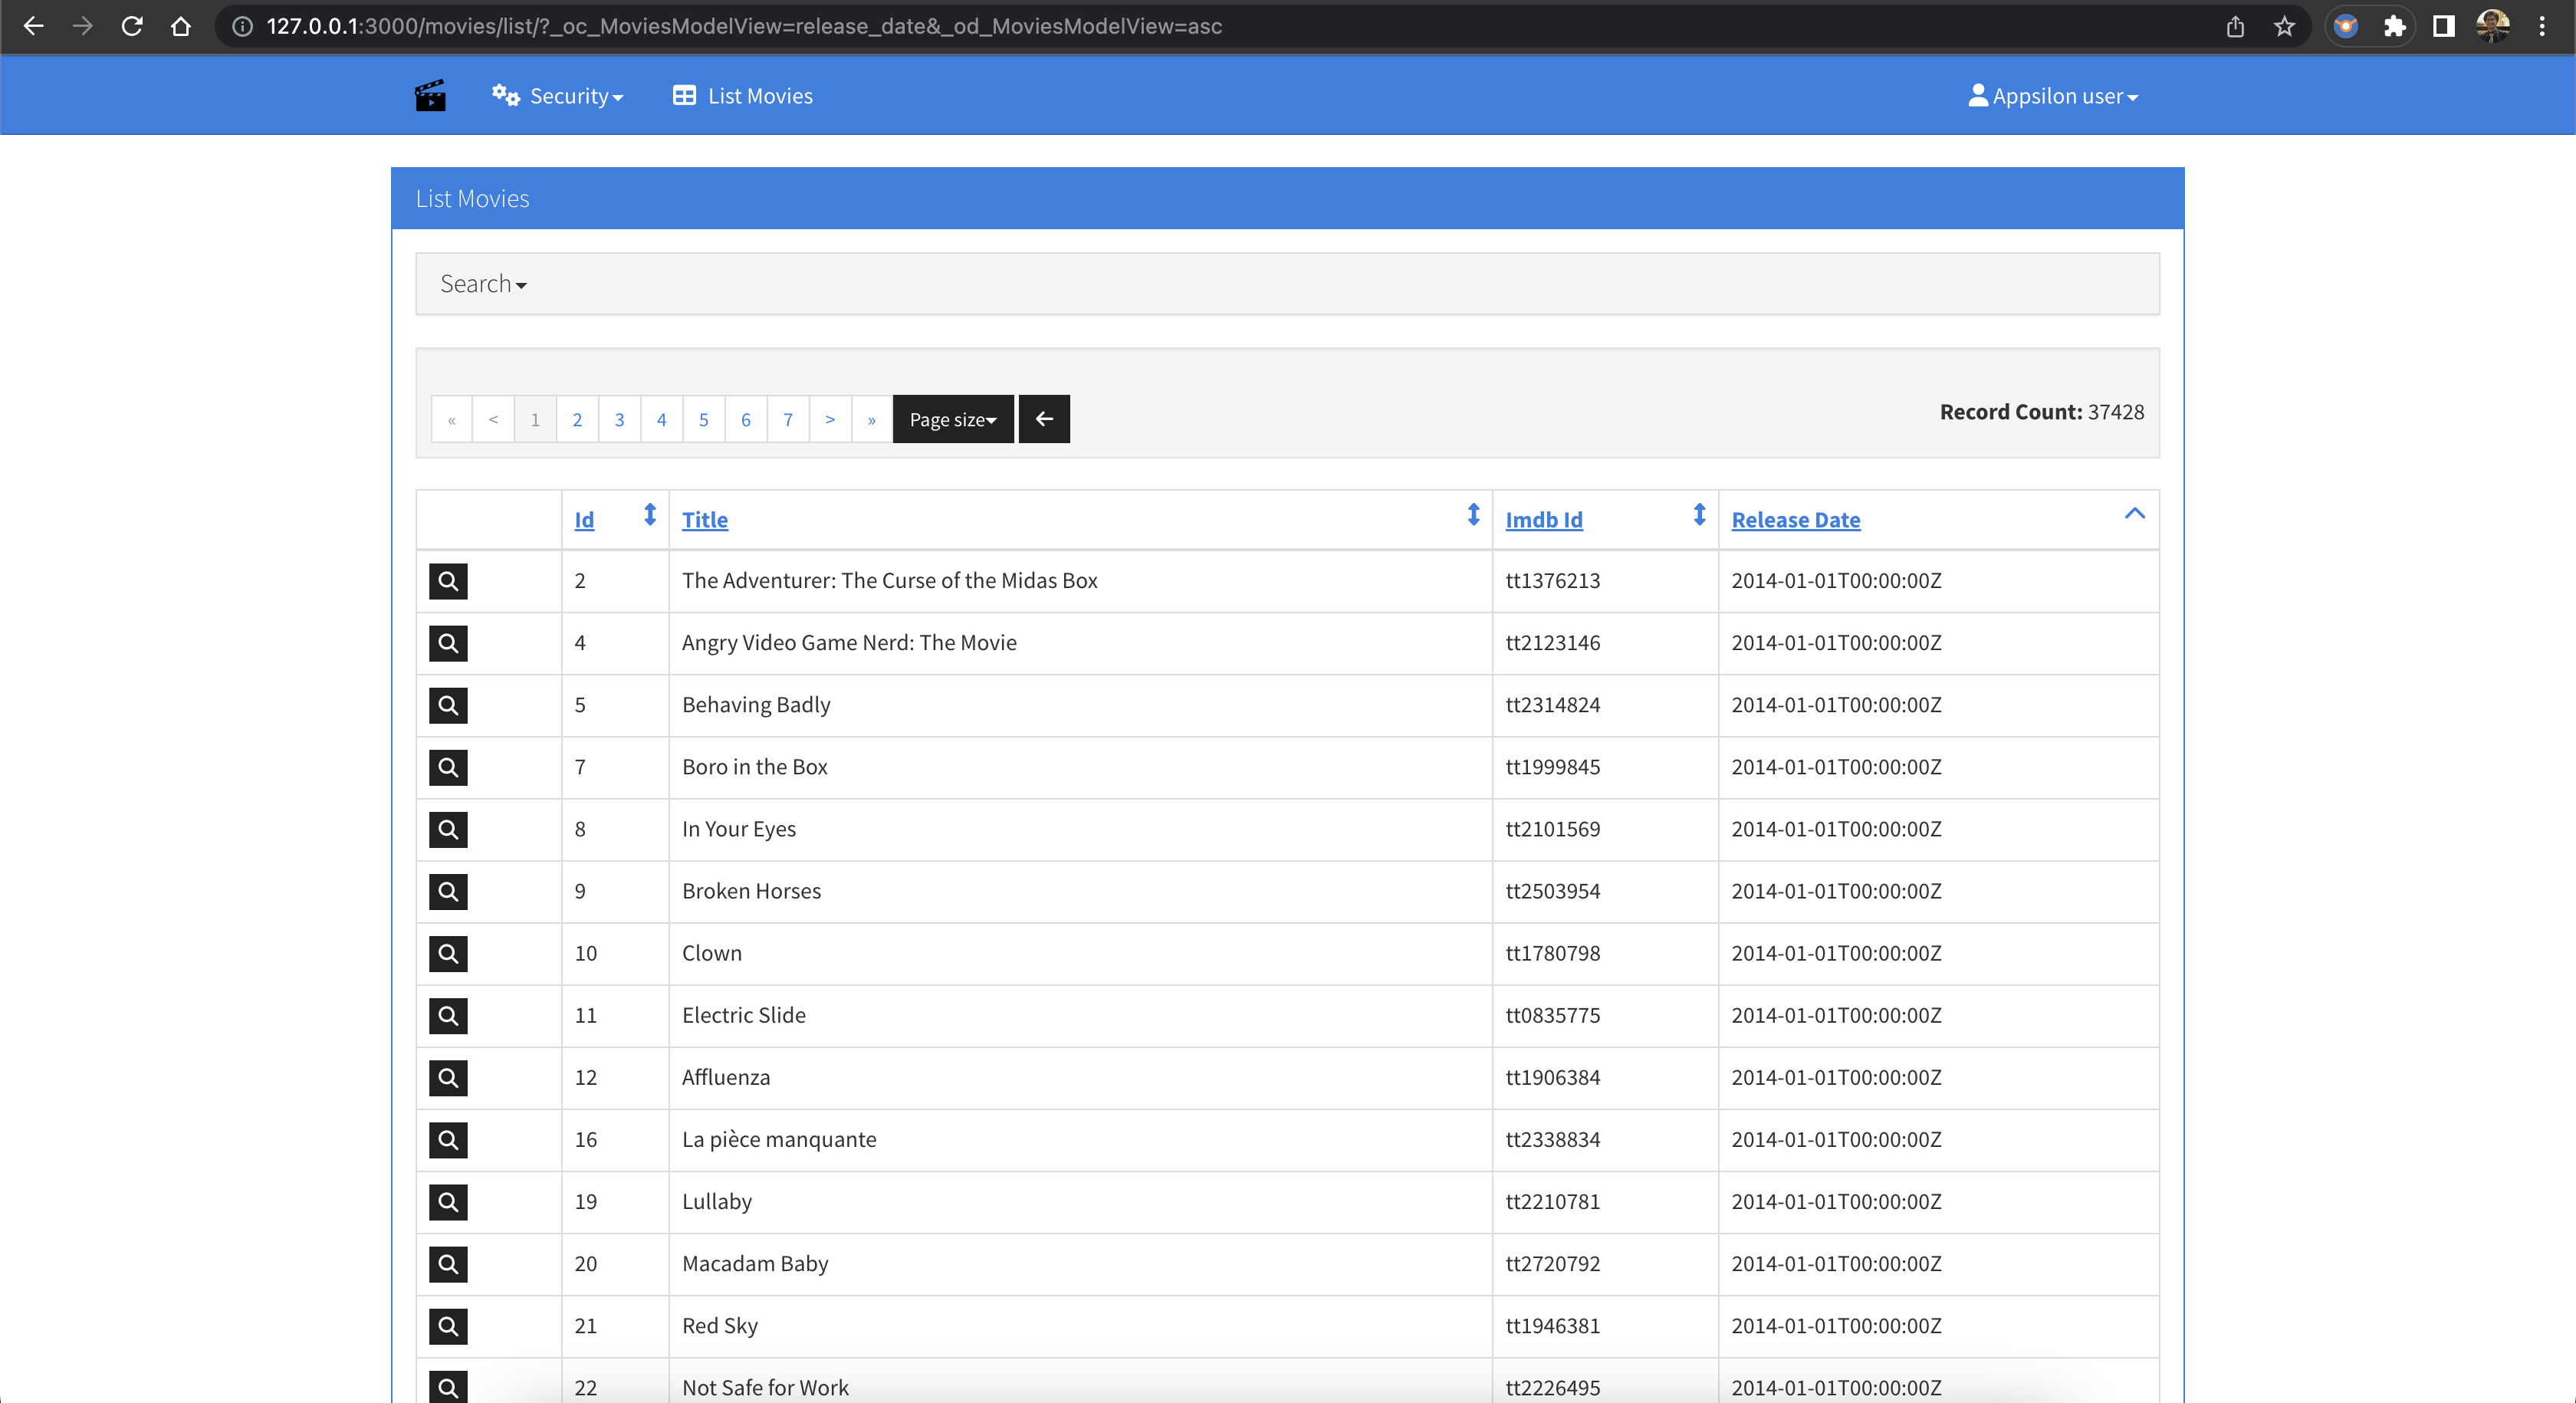 127.0.0.1:3000/movies/list/?_oc_MoviesModelView=release_date&_od_MoviesModelView=asc
Security List Movies Appsilon user
List Movies
Search
« < 1 2 3 4 5 6 7 > » Page size Record Count: 37428
Id Title Imdb Id Release Date
2 The Adventurer: The Curse of the Midas Box tt1376213 2014-01-01T00:00:00Z
4 Angry Video Game Nerd: The Movie tt2123146 2014-01-01T00:00:00Z
5 Behaving Badly tt2314824 2014-01-01T00:00:00Z
7 Boro in the Box tt1999845 2014-01-01T00:00:00Z
8 In Your Eyes tt2101569 2014-01-01T00:00:00Z
9 Broken Horses tt2503954 2014-01-01T00:00:00Z
10 Clown tt1780798 2014-01-01T00:00:00Z
11 Electric Slide tt0835775 2014-01-01T00:00:00Z
12 Affluenza tt1906384 2014-01-01T00:00:00Z
16 La pièce manquante tt2338834 2014-01-01T00:00:00Z
19 Lullaby tt2210781 2014-01-01T00:00:00Z
20 Macadam Baby tt2720792 2014-01-01T00:00:00Z
21 Red Sky tt1946381 2014-01-01T00:00:00Z
22 Not Safe for Work tt2226495 2014-01-01T00:00:00Z